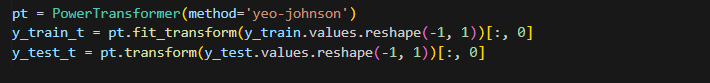 pt = PowerTransformer(method='yeo-johnson')
y_train_t = pt.fit_transform(y_train.values.reshape(-1, 1))[:, 0]
y_test_t = pt.transform(y_test.values.reshape(-1, 1))[:, 0]